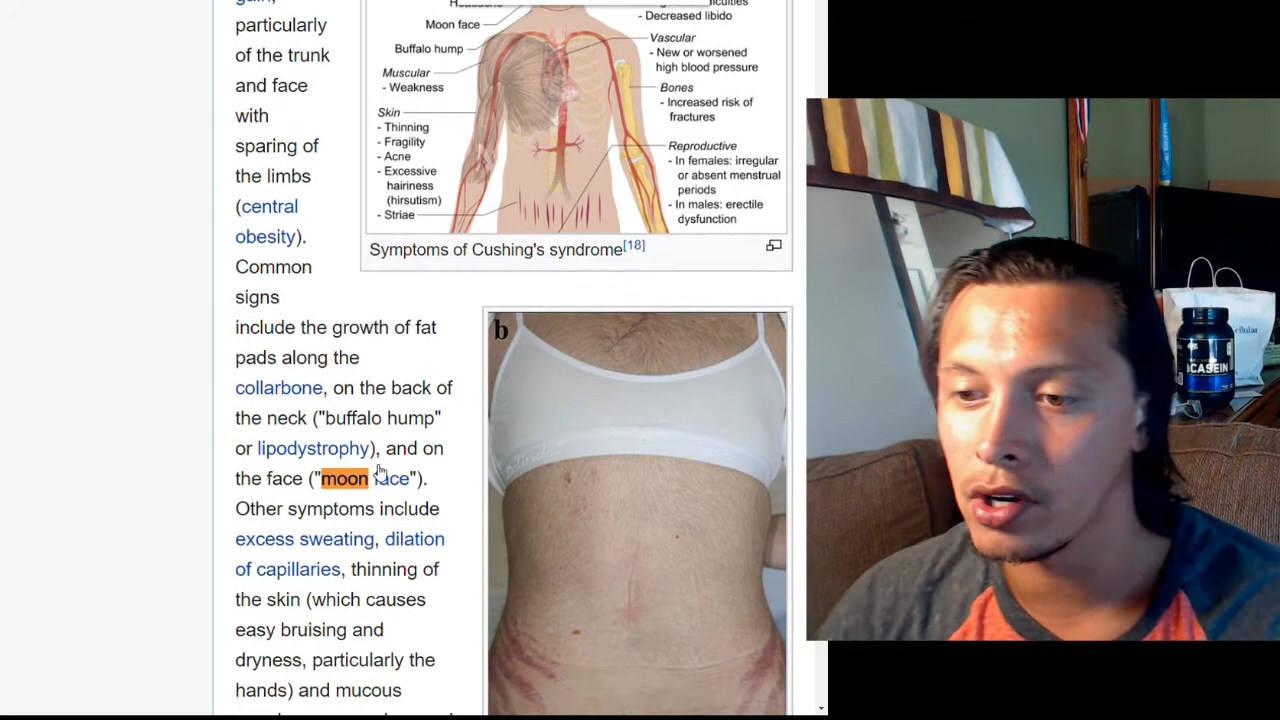 gain,
particularly
of the trunk
and face
with
sparing of
the limbs
(central
obesity).
Common
signs
include the growth of fat
pads along the
collarbone, on the back of
the neck ("buffalo hump"
or lipodystrophy), and on
the face ("moon face").
Other symptoms include
excess sweating, dilation
of capillaries, thinning of
the skin (which causes
easy bruising and
dryness, particularly the
hands) and mucous
Moon face
Buffalo hump
Muscular
- Weakness
Skin
- Thinning
- Fragility
- Acne
- Excessive
hairiness
(hirsutism)
- Striae
- Decreased libido
Vascular
- New or worsened
high blood pressure
Bones
- Increased risk of
fractures
Reproductive
- In females: irregular
or absent menstrual
periods
- In males: erectile
dysfunction
Symptoms of Cushing's syndrome[18]
b
ellular
CASEIN